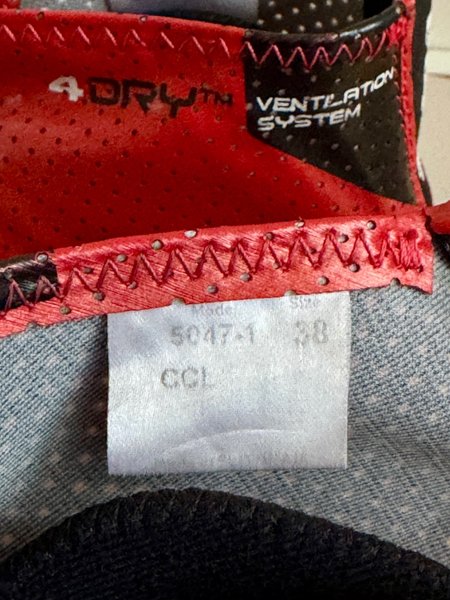 4DRY™
VENTILATION
SYSTEM
Model Size
5047-1 38
CCL